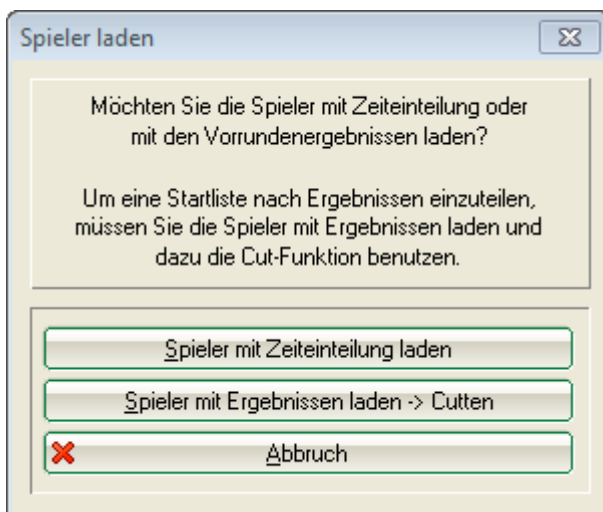 Spieler laden
Möchten Sie die Spieler mit Zeiteinteilung oder
mit den Vorrundenergebnissen laden?
Um eine Startliste nach Ergebnissen einzuteilen,
müssen Sie die Spieler mit Ergebnissen laden und
dazu die Cut-Funktion benutzen.
Spieler mit Zeiteinteilung laden
Spieler mit Ergebnissen laden -> Cutten
Abbruch